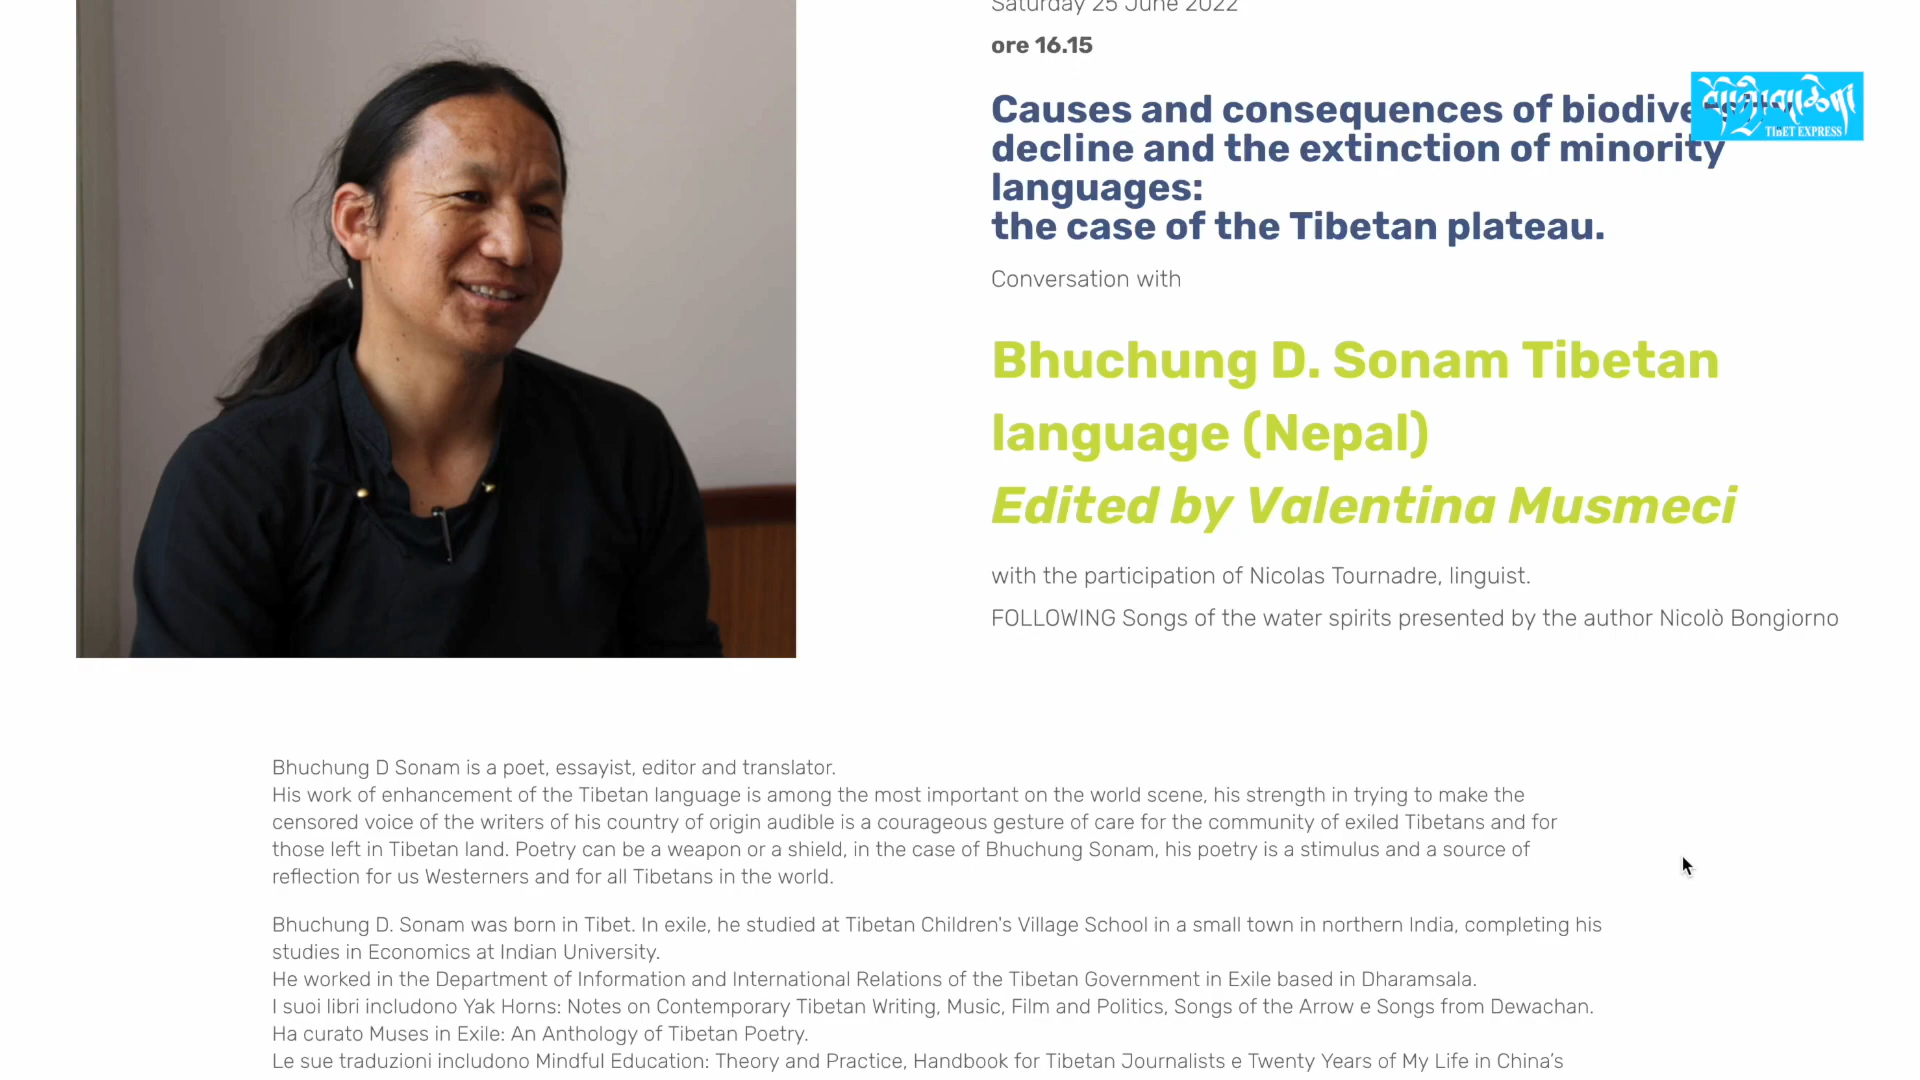 Saturday 25 June 2022
ore 16.15
Causes and consequences of biodiversity
decline and the extinction of minority
languages:
the case of the Tibetan plateau.
TIBET EXPRESS
Conversation with
Bhuchung D. Sonam Tibetan
language (Nepal)
Edited by Valentina Musmeci
with the participation of Nicolas Tournadre, linguist.
FOLLOWING Songs of the water spirits presented by the author Nicolò Bongiorno
Bhuchung D Sonam is a poet, essayist, editor and translator.
His work of enhancement of the Tibetan language is among the most important on the world scene, his strength in trying to make the
censored voice of the writers of his country of origin audible is a courageous gesture of care for the community of exiled Tibetans and for
those left in Tibetan land. Poetry can be a weapon or a shield, in the case of Bhuchung Sonam, his poetry is a stimulus and a source of
reflection for us Westerners and for all Tibetans in the world.
Bhuchung D. Sonam was born in Tibet. In exile, he studied at Tibetan Children's Village School in a small town in northern India, completing his
studies in Economics at Indian University.
He worked in the Department of Information and International Relations of the Tibetan Government in Exile based in Dharamsala.
I suoi libri includono Yak Horns: Notes on Contemporary Tibetan Writing, Music, Film and Politics, Songs of the Arrow e Songs from Dewachan.
Ha curato Muses in Exile: An Anthology of Tibetan Poetry.
Le sue traduzioni includono Mindful Education: Theory and Practice, Handbook for Tibetan Journalists e Twenty Years of My Life in China's